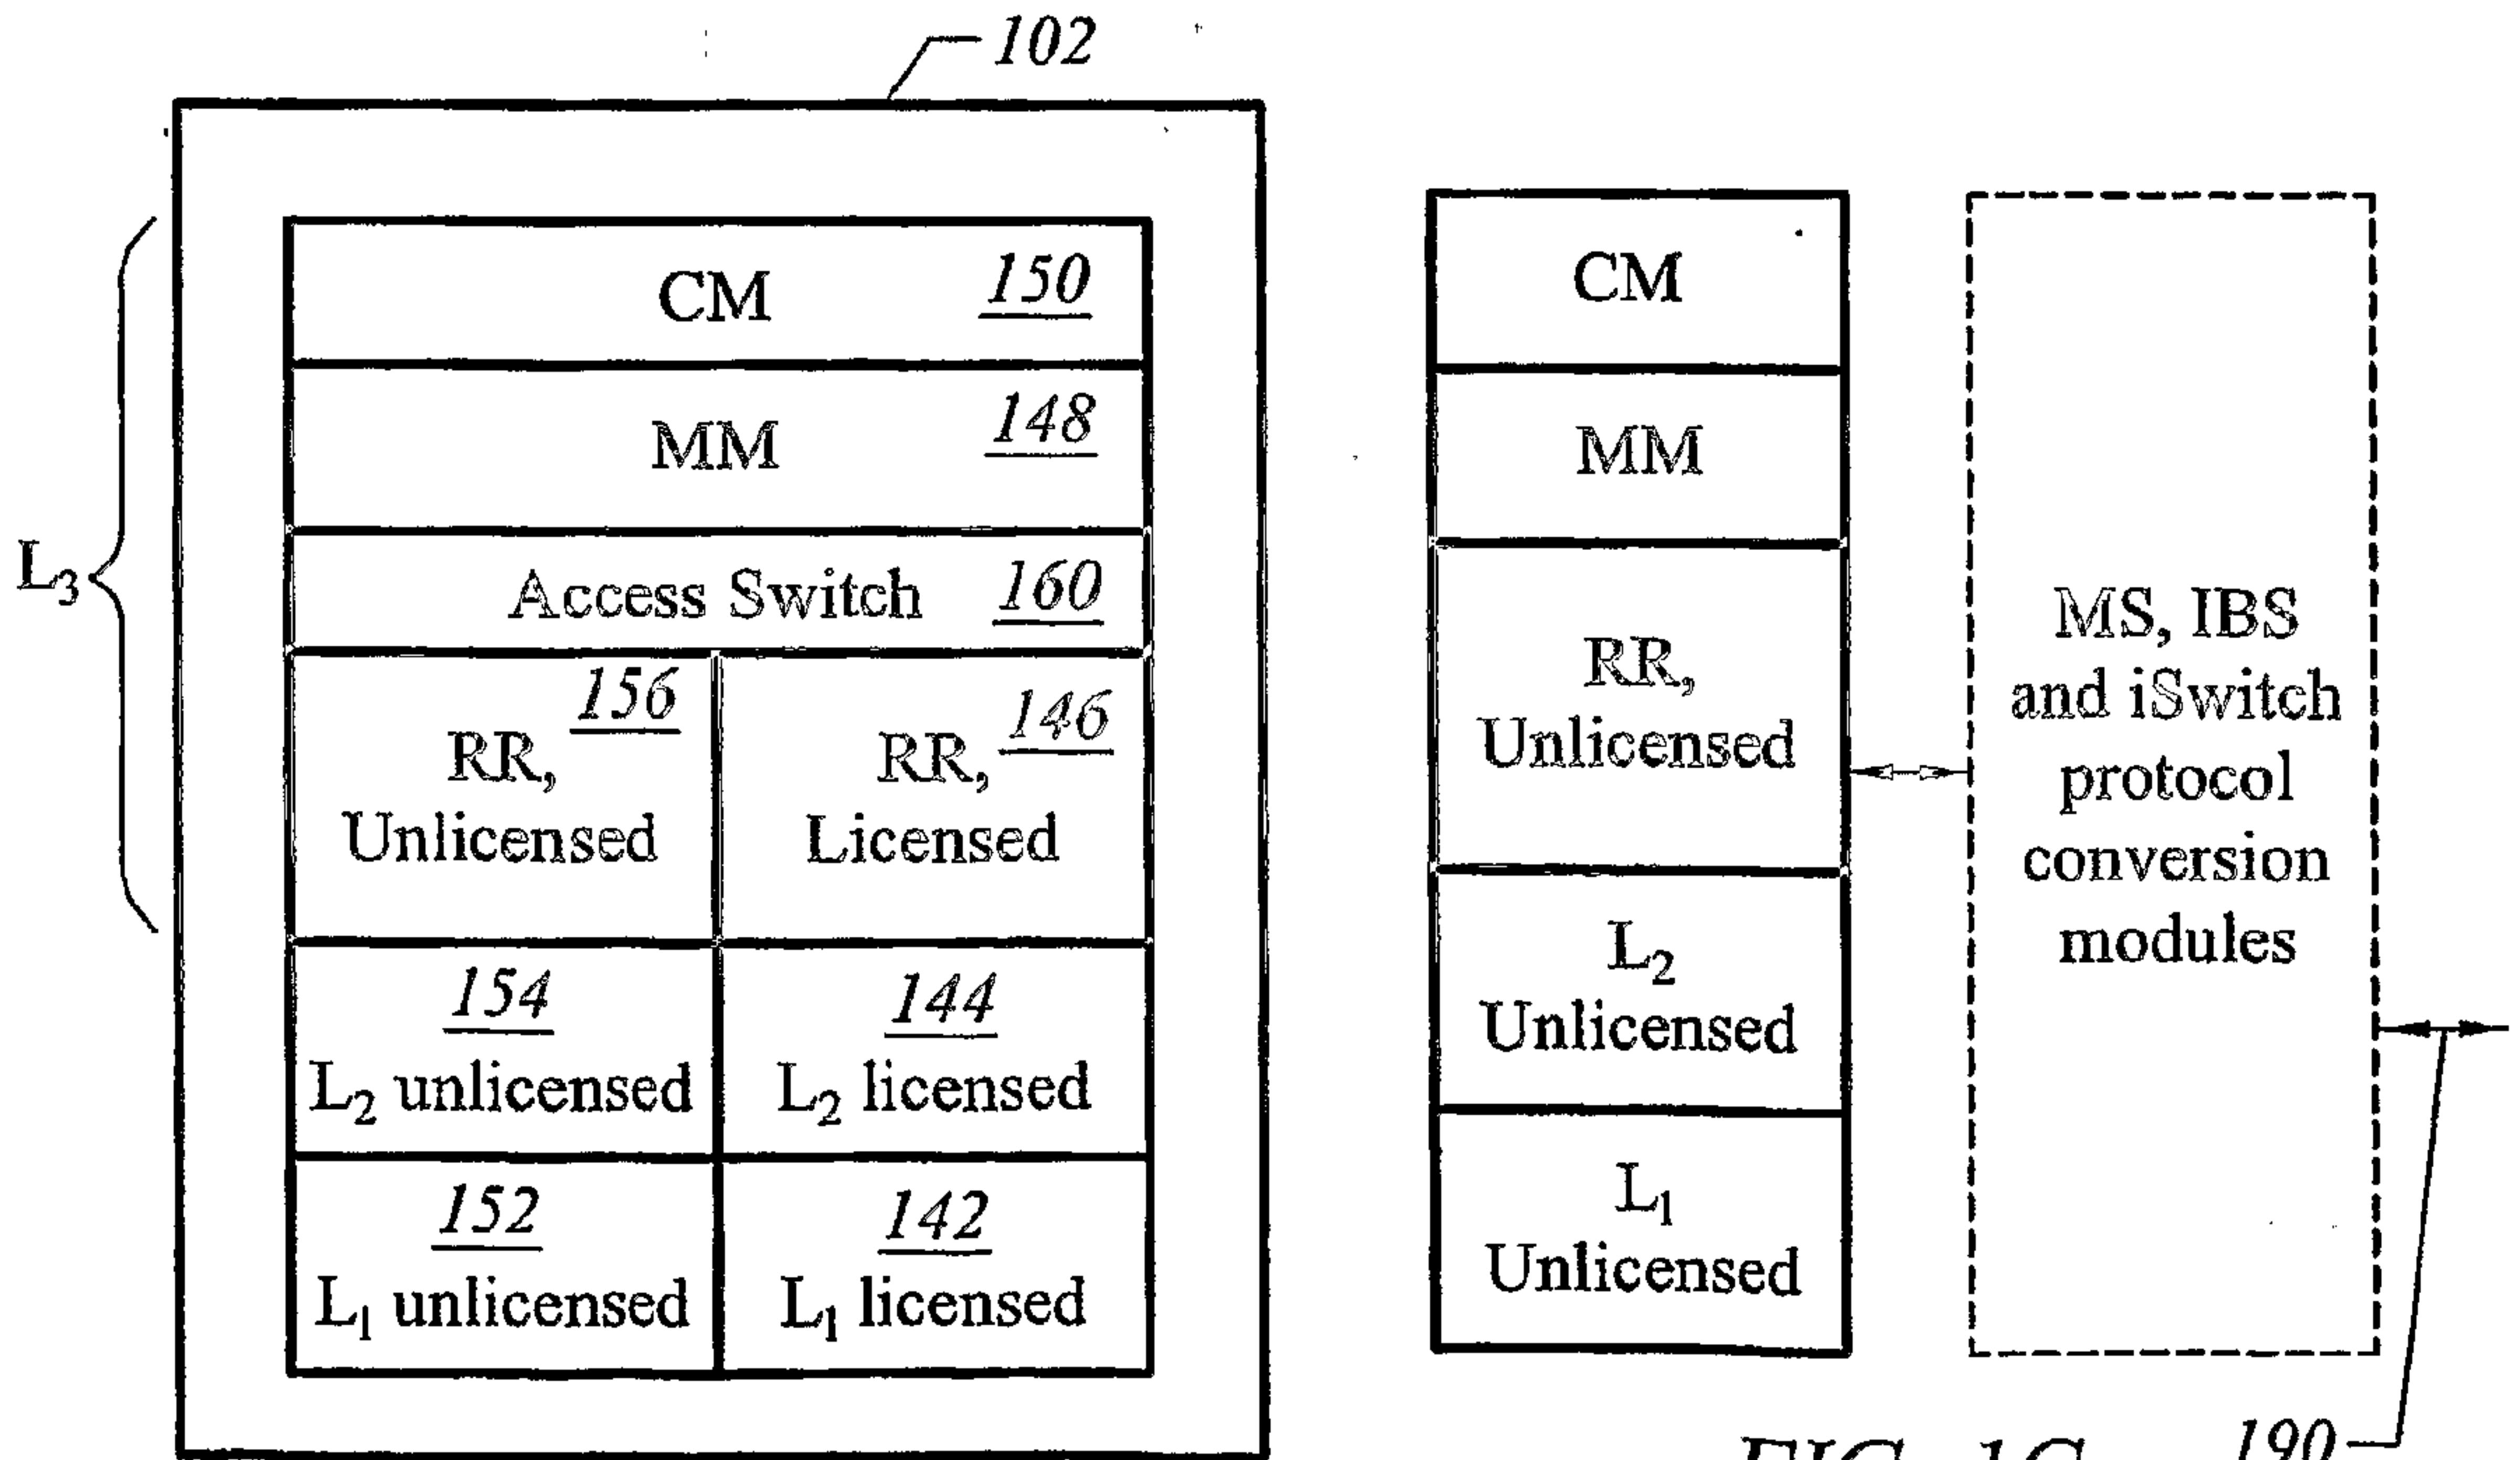 102
L3
CM 150
MM 148
Access Switch 160
156
RR,
Unlicensed
146
RR,
Licensed
154
L2 unlicensed
144
L2 licensed
152
L1 unlicensed
142
L1 licensed
CM
MM
RR,
Unlicensed
L2
Unlicensed
L1
Unlicensed
MS, IBS
and iSwitch
protocol
conversion
modules
190
FIG. 1C